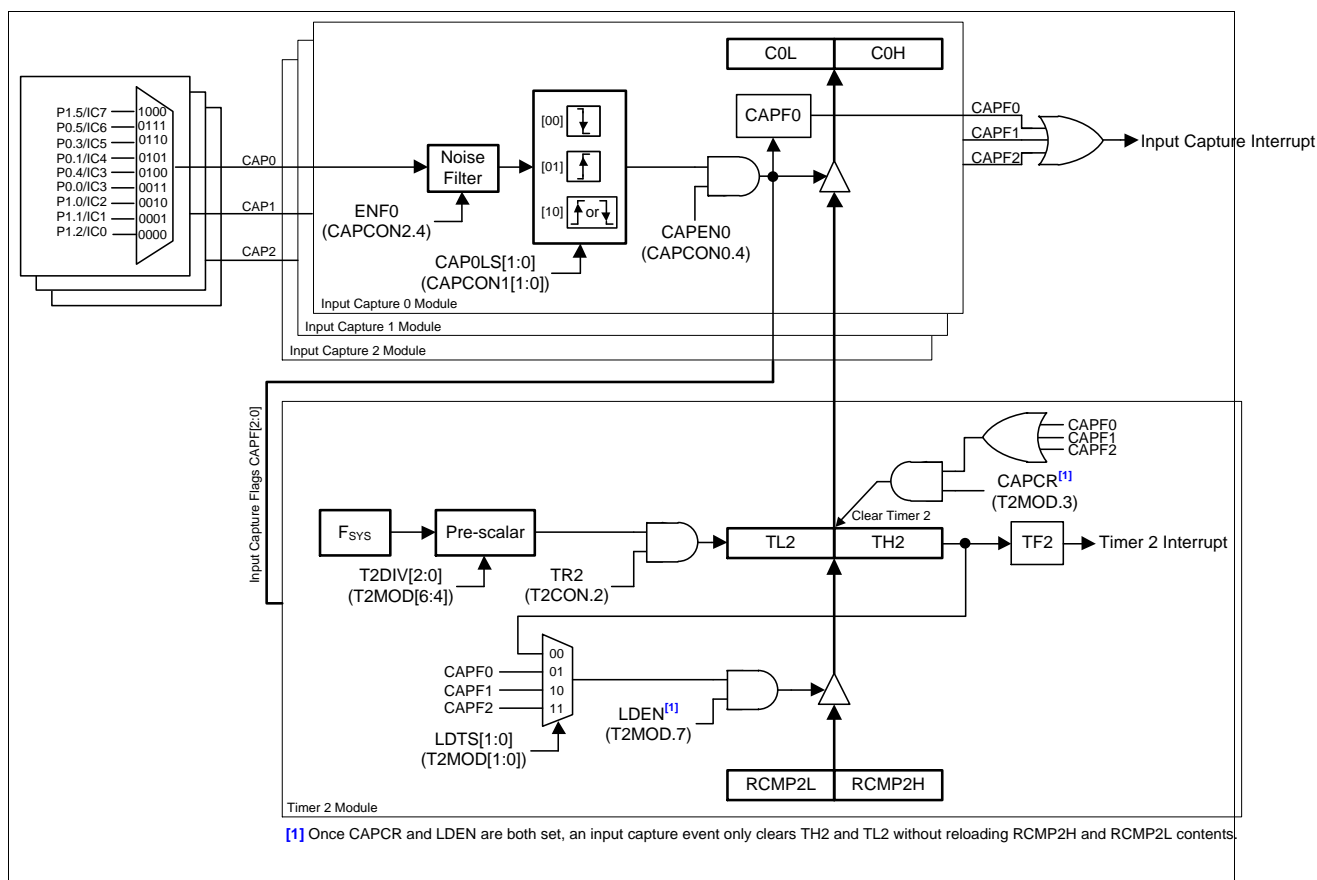 C0L C0H
P1.5/IC7 1000
P0.5/IC6 0111
P0.3/IC5 0110
P0.1/IC4 0101
P0.4/IC3 0100
P0.0/IC3 0011
P1.0/IC2 0010
P1.1/IC1 0001
P1.2/IC0 0000
CAP0
CAP1
CAP2
Noise
Filter
ENF0
(CAPCON2.4)
[00]
[01]
[10] or
CAP0LS[1:0]
(CAPCON1[1:0])
CAPF0
CAPEN0
(CAPCON0.4)
CAPF0
CAPF1
CAPF2
Input Capture Interrupt
Input Capture 0 Module
Input Capture 1 Module
Input Capture 2 Module
Input Capture Flags CAPF[2:0]
CAPF0
CAPF1
CAPF2
CAPCR[1]
(T2MOD.3)
Clear Timer 2
FSYS
Pre-scalar
T2DIV[2:0]
(T2MOD[6:4])
TR2
(T2CON.2)
TL2 TH2
TF2
Timer 2 Interrupt
00
CAPF0 01
CAPF1 10
CAPF2 11
LDTS[1:0]
(T2MOD[1:0])
LDEN[1]
(T2MOD.7)
RCMP2L RCMP2H
Timer 2 Module
[1] Once CAPCR and LDEN are both set, an input capture event only clears TH2 and TL2 without reloading RCMP2H and RCMP2L contents.